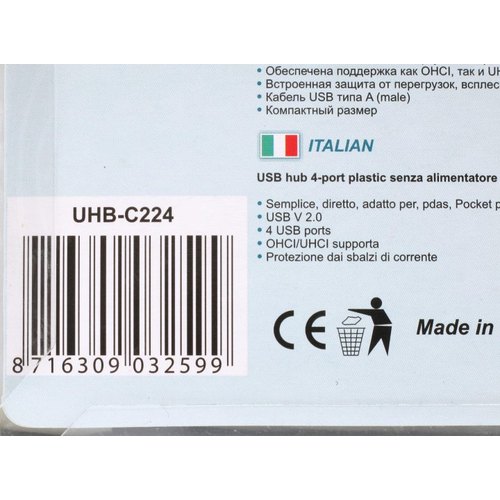 • Обеспечена поддержка как OHCI, так и UH
• Встроенная защита от перегрузок, всплес
• Кабель USB типа A (male)
• Компактный размер
ITALIAN
USB hub 4-port plastic senza alimentatore
• Semplice, diretto, adatto per, pdas, Pocket p
• USB V 2.0
• 4 USB ports
• OHCI/UHCI supporta
• Protezione dai sbalzi di corrente
UHB-C224
8 716309 032599
CE
Made in